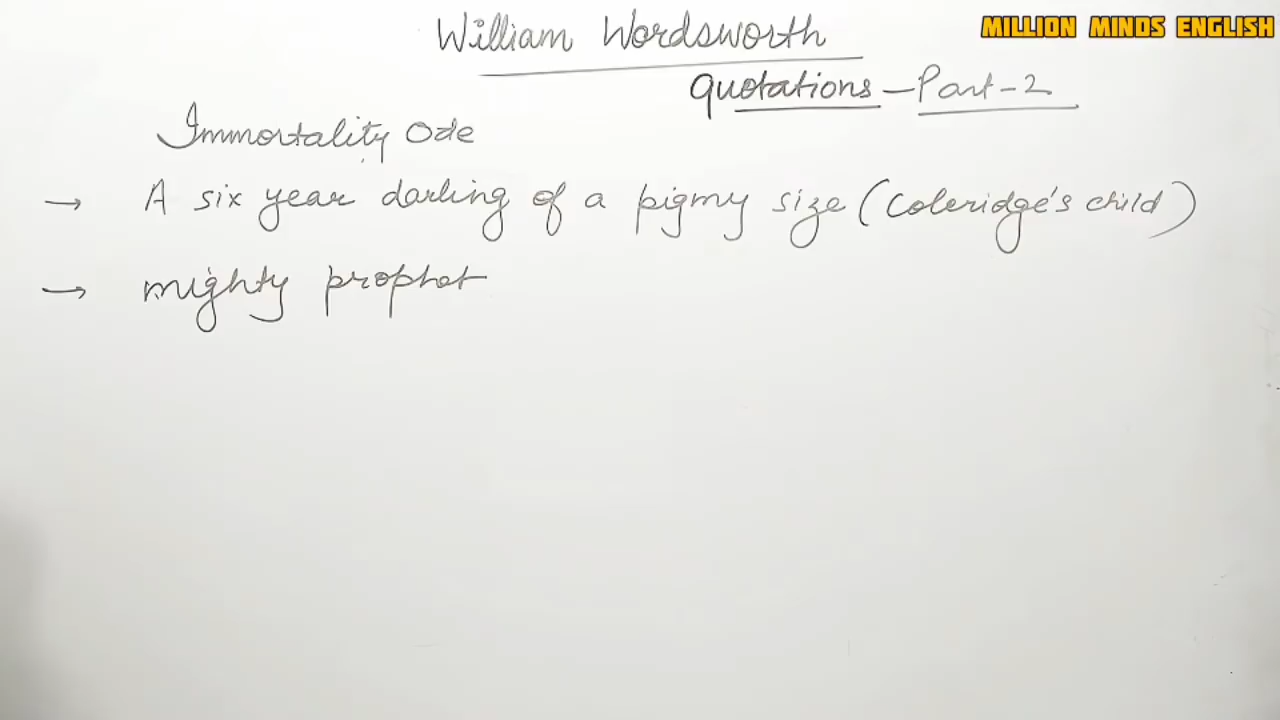 MILLION MINDS ENGLISH
William Wordsworth
Quotations - Part-2
Immortality Ode
→ A six year darling of a pigmy size (Coleridge's child)
→ mighty prophet